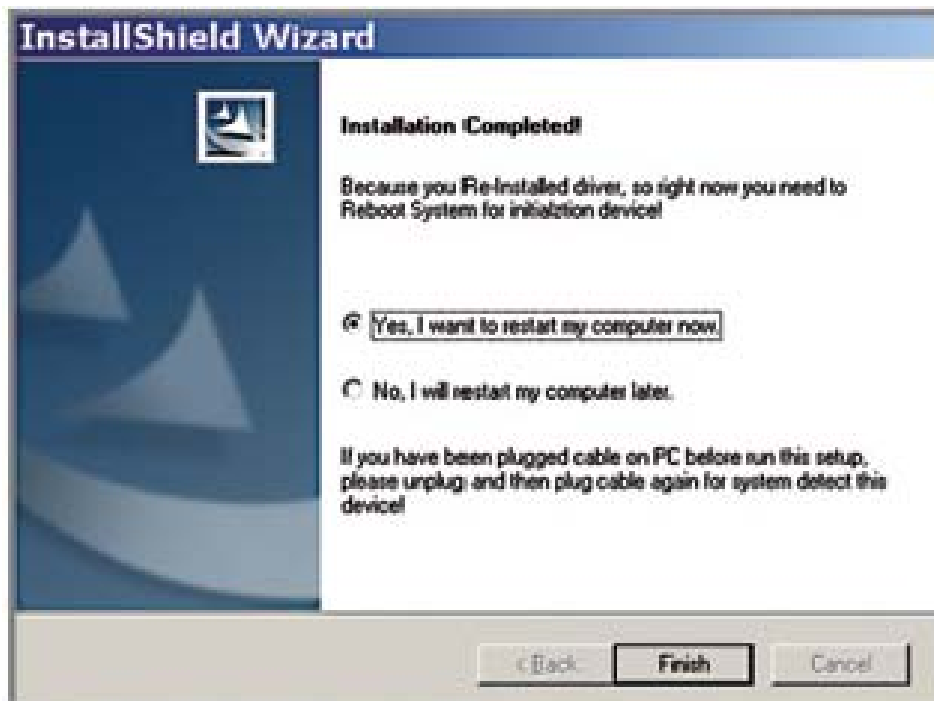 InstallShield Wizard
Installation Completed!
Because you Re-Installed driver, so right now you need to
Reboot System for initialztion device!
Yes, I want to restart my computer now.
No, I will restart my computer later.
If you have been plugged cable on PC before run this setup,
please unplug and then plug cable again for system detect this
device!
< Back
Finish
Cancel